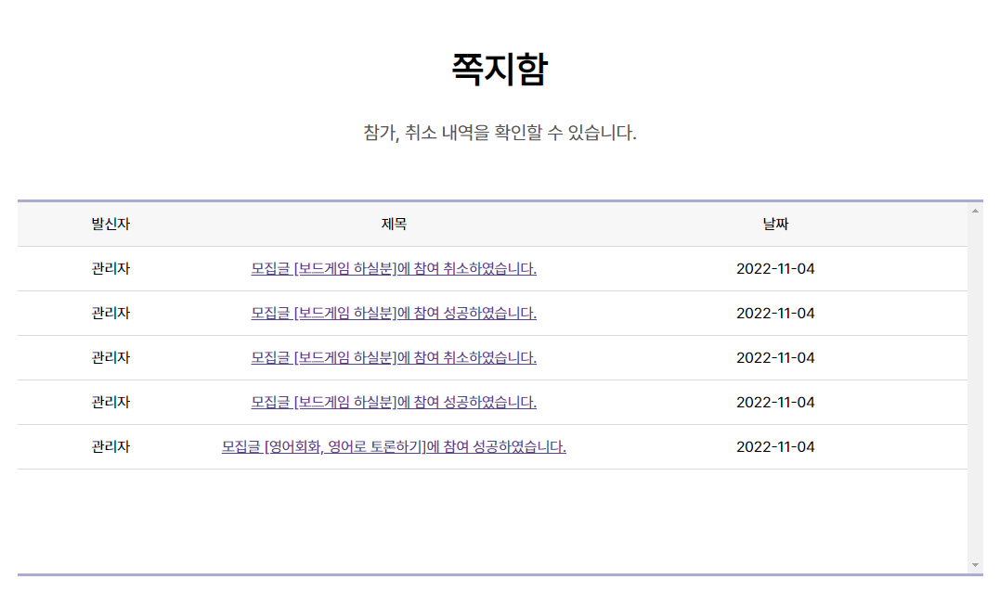 쪽지함
참가, 취소 내역을 확인할 수 있습니다.
발신자 제목 날짜
관리자 모집글 [보드게임 하실분]에 참여 취소하였습니다. 2022-11-04
관리자 모집글 [보드게임 하실분]에 참여 성공하였습니다. 2022-11-04
관리자 모집글 [보드게임 하실분]에 참여 취소하였습니다. 2022-11-04
관리자 모집글 [보드게임 하실분]에 참여 성공하였습니다. 2022-11-04
관리자 모집글 [영어회화, 영어로 토론하기]에 참여 성공하였습니다. 2022-11-04